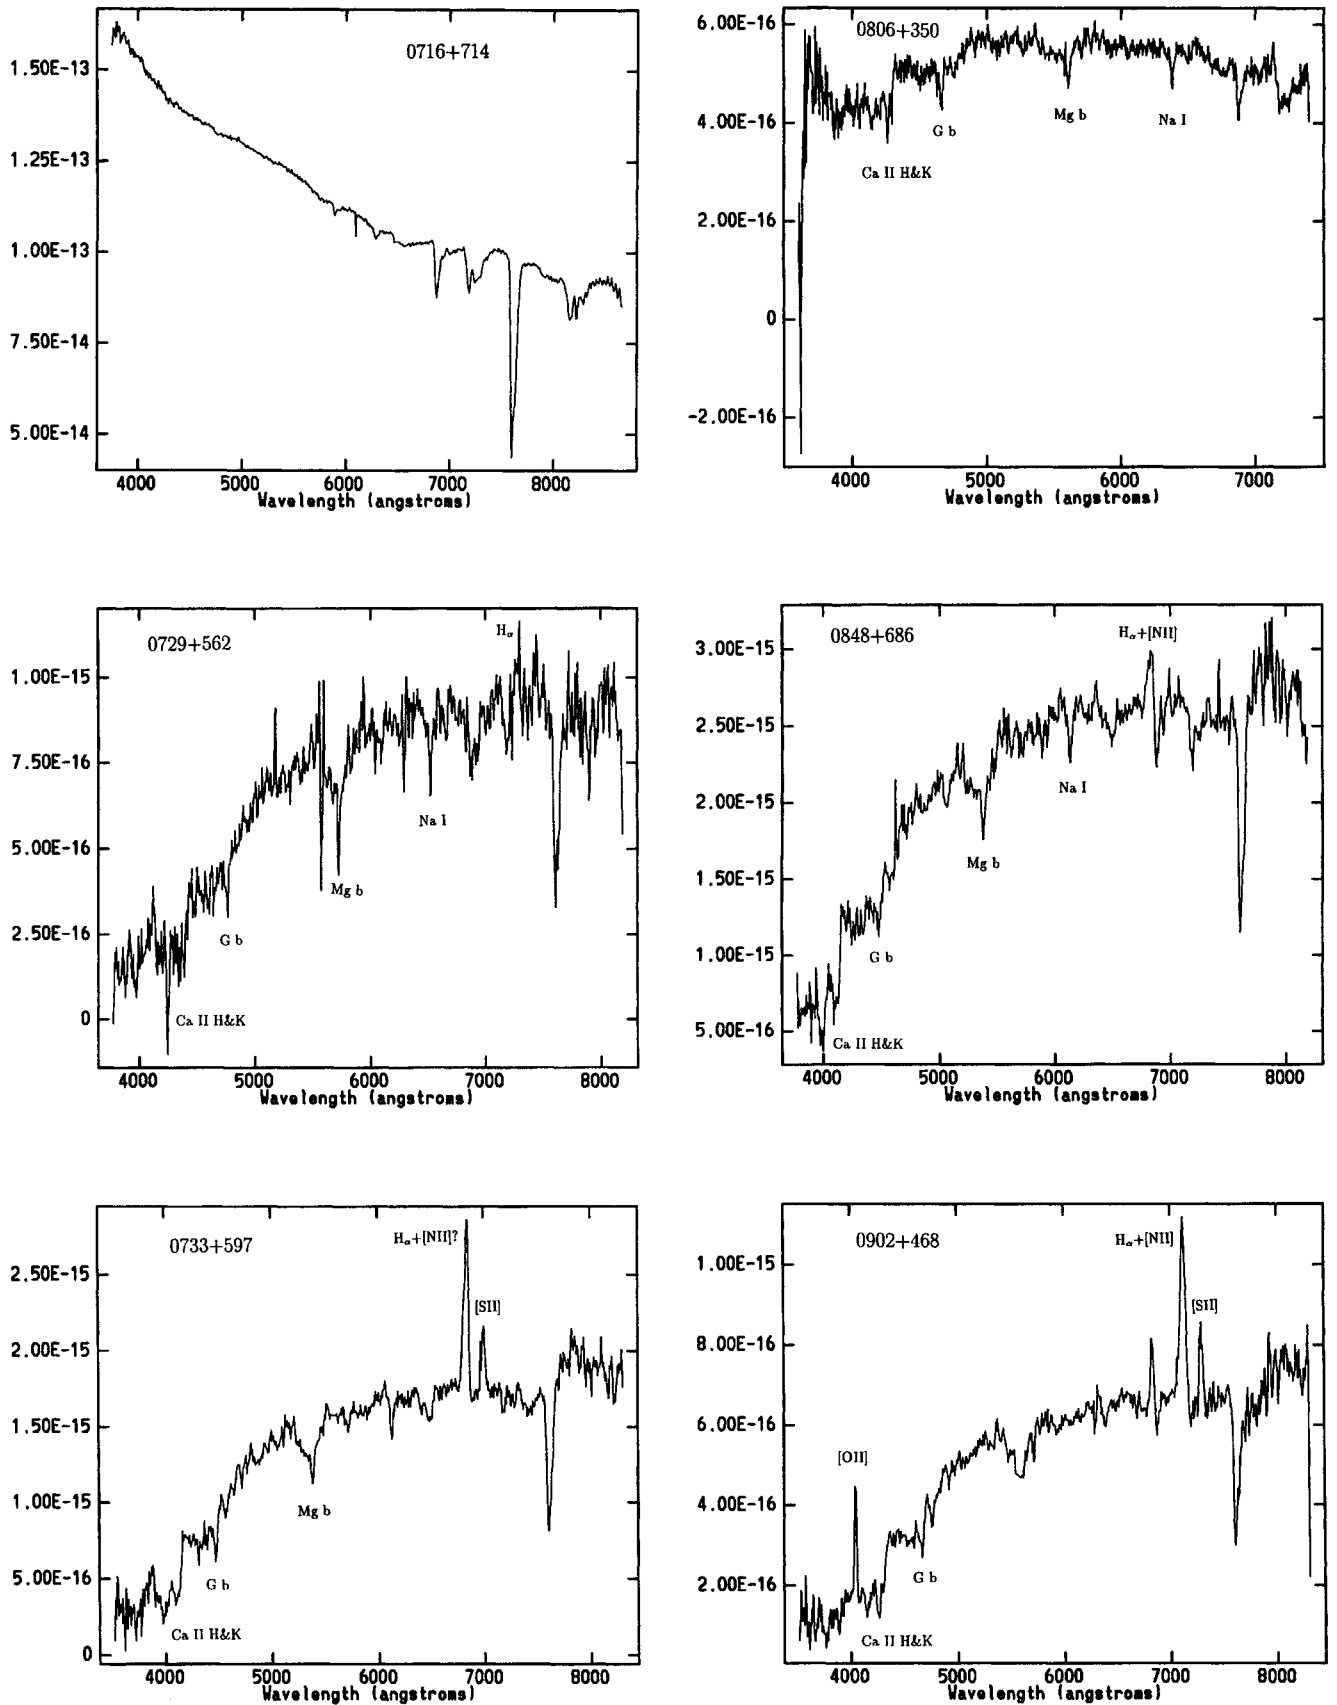 0716+714
1.50E-13
1.25E-13
1.00E-13
7.50E-14
5.00E-14
4000 5000 6000 7000 8000
Wavelength (angstroms)
0806+350
6.00E-16
4.00E-16
2.00E-16
0
-2.00E-16
G b
Mg b
Na I
Ca II H&K
4000 5000 6000 7000
Wavelength (angstroms)
0729+562
Hα
1.00E-15
7.50E-16
5.00E-16
2.50E-16
0
Na I
Mg b
G b
Ca II H&K
4000 5000 6000 7000 8000
Wavelength (angstroms)
0848+686
Hα+[NII]
3.00E-15
2.50E-15
2.00E-15
1.50E-15
1.00E-15
5.00E-16
Na I
Mg b
G b
Ca II H&K
4000 5000 6000 7000 8000
Wavelength (angstroms)
0733+597
Hα+[NII]?
[SII]
2.50E-15
2.00E-15
1.50E-15
1.00E-15
5.00E-16
0
Mg b
G b
Ca II H&K
4000 5000 6000 7000 8000
Wavelength (angstroms)
0902+468
Hα+[NII]
[SII]
1.00E-15
8.00E-16
6.00E-16
4.00E-16
2.00E-16
[OII]
G b
Ca II H&K
4000 5000 6000 7000 8000
Wavelength (angstroms)